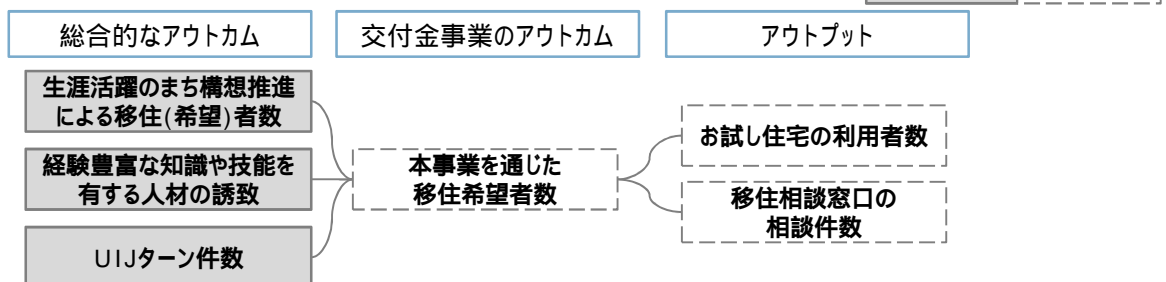 総合的なアウトカム
交付金事業のアウトカム
アウトプット
生涯活躍のまち構想推進
による移住(希望)者数
経験豊富な知識や技能を
有する人材の誘致
UIJターン件数
本事業を通じた
移住希望者数
お試し住宅の利用者数
移住相談窓口の
相談件数